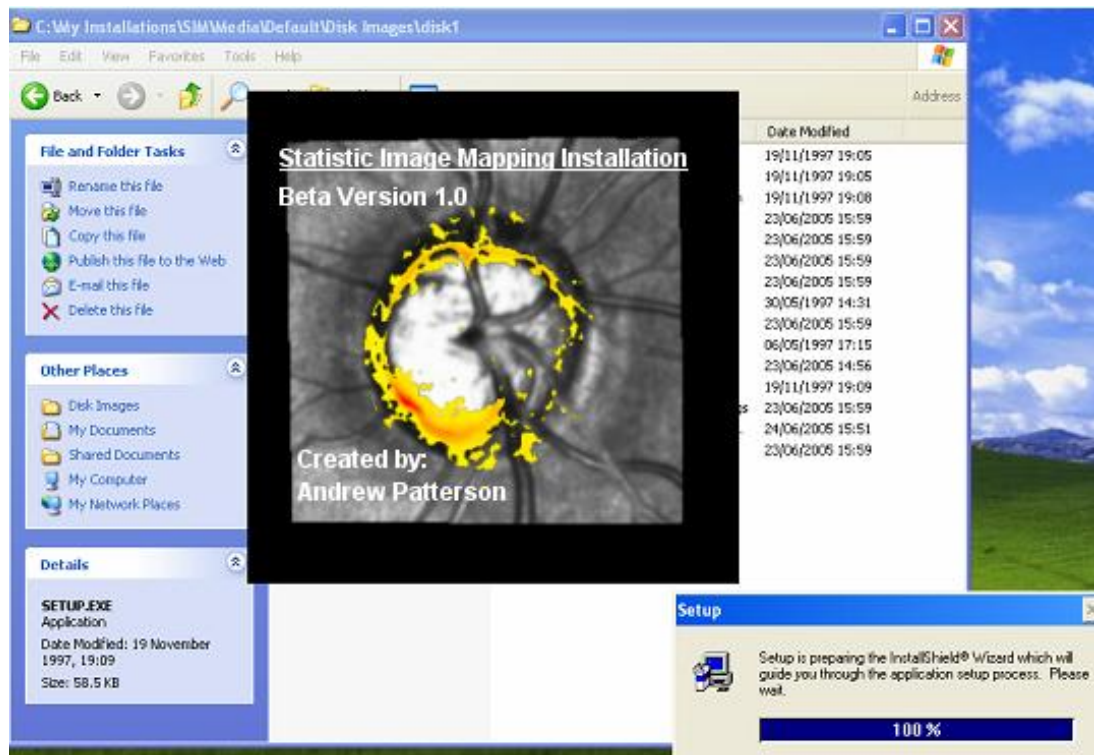 C:\My Installations\SIM\Media\Default\Disk Images\disk1
File Edit View Favorites Tools Help
Back
Address
File and Folder Tasks
Rename this file
Move this file
Copy this file
Publish this file to the Web
E-mail this file
Delete this file
Other Places
Disk Images
My Documents
Shared Documents
My Computer
My Network Places
Details
SETUP.EXE
Application
Date Modified: 19 November
1997, 19:09
Size: 58.5 KB
Statistic Image Mapping Installation
Beta Version 1.0
Created by:
Andrew Patterson
Date Modified
19/11/1997 19:05
19/11/1997 19:05
19/11/1997 19:08
23/06/2005 15:59
23/06/2005 15:59
23/06/2005 15:59
23/06/2005 15:59
30/05/1997 14:31
23/06/2005 15:59
06/05/1997 17:15
23/06/2005 14:56
19/11/1997 19:09
23/06/2005 15:59
24/06/2005 15:51
23/06/2005 15:59
Setup
Setup is preparing the InstallShield® Wizard which will
guide you through the application setup process. Please
wait.
100 %